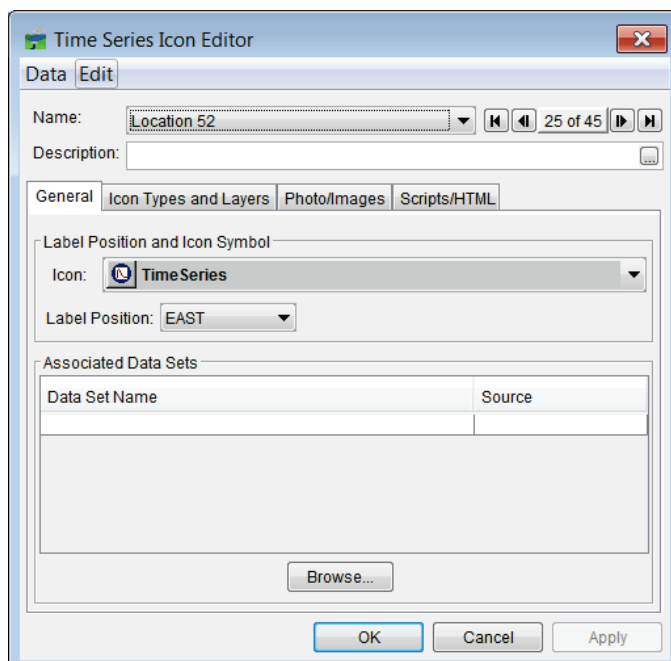 Time Series Icon Editor
Data Edit
Name: Location 52 25 of 45
Description: ...
General Icon Types and Layers Photo/Images Scripts/HTML
Label Position and Icon Symbol
Icon: TimeSeries
Label Position: EAST
Associated Data Sets
Data Set Name Source
Browse...
OK Cancel Apply